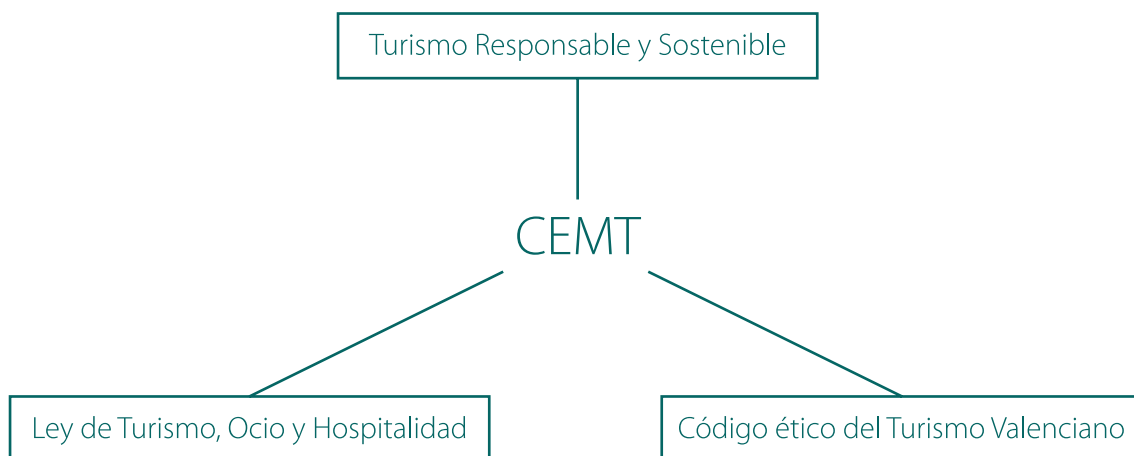 Turismo Responsable y Sostenible
CEMT
Ley de Turismo, Ocio y Hospitalidad
Código ético del Turismo Valenciano